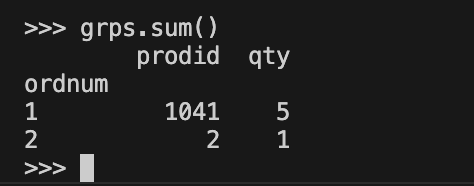 >>> grps.sum()
        prodid  qty
ordnum
1         1041    5
2            2    1
>>>